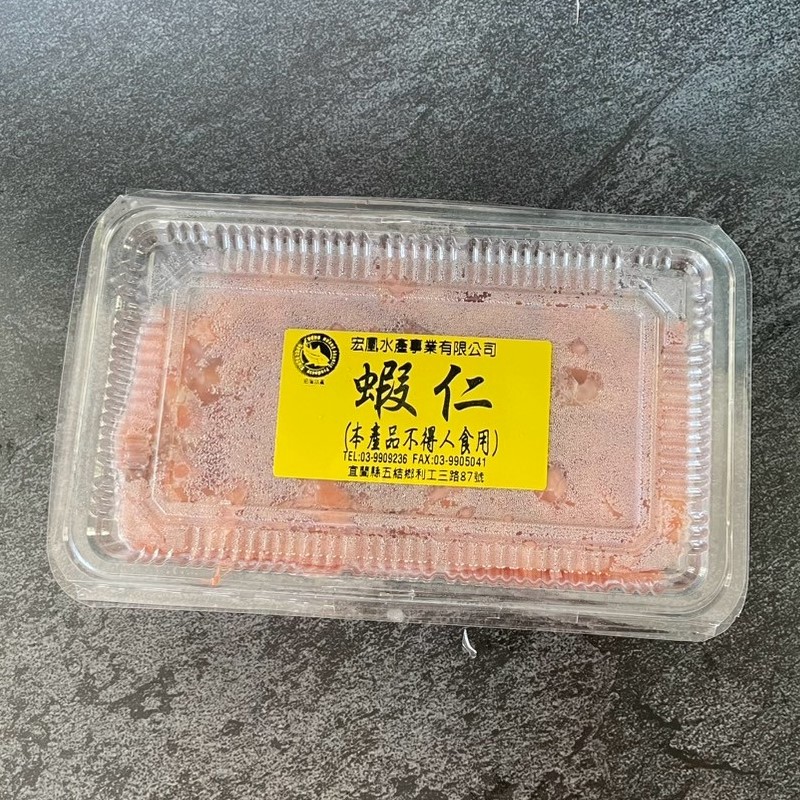 宏凰水產事業有限公司
蝦仁
(本產品不得人食用)
TEL:03-9909236 FAX:03-9905041
宜蘭縣五結鄉利工三路87號